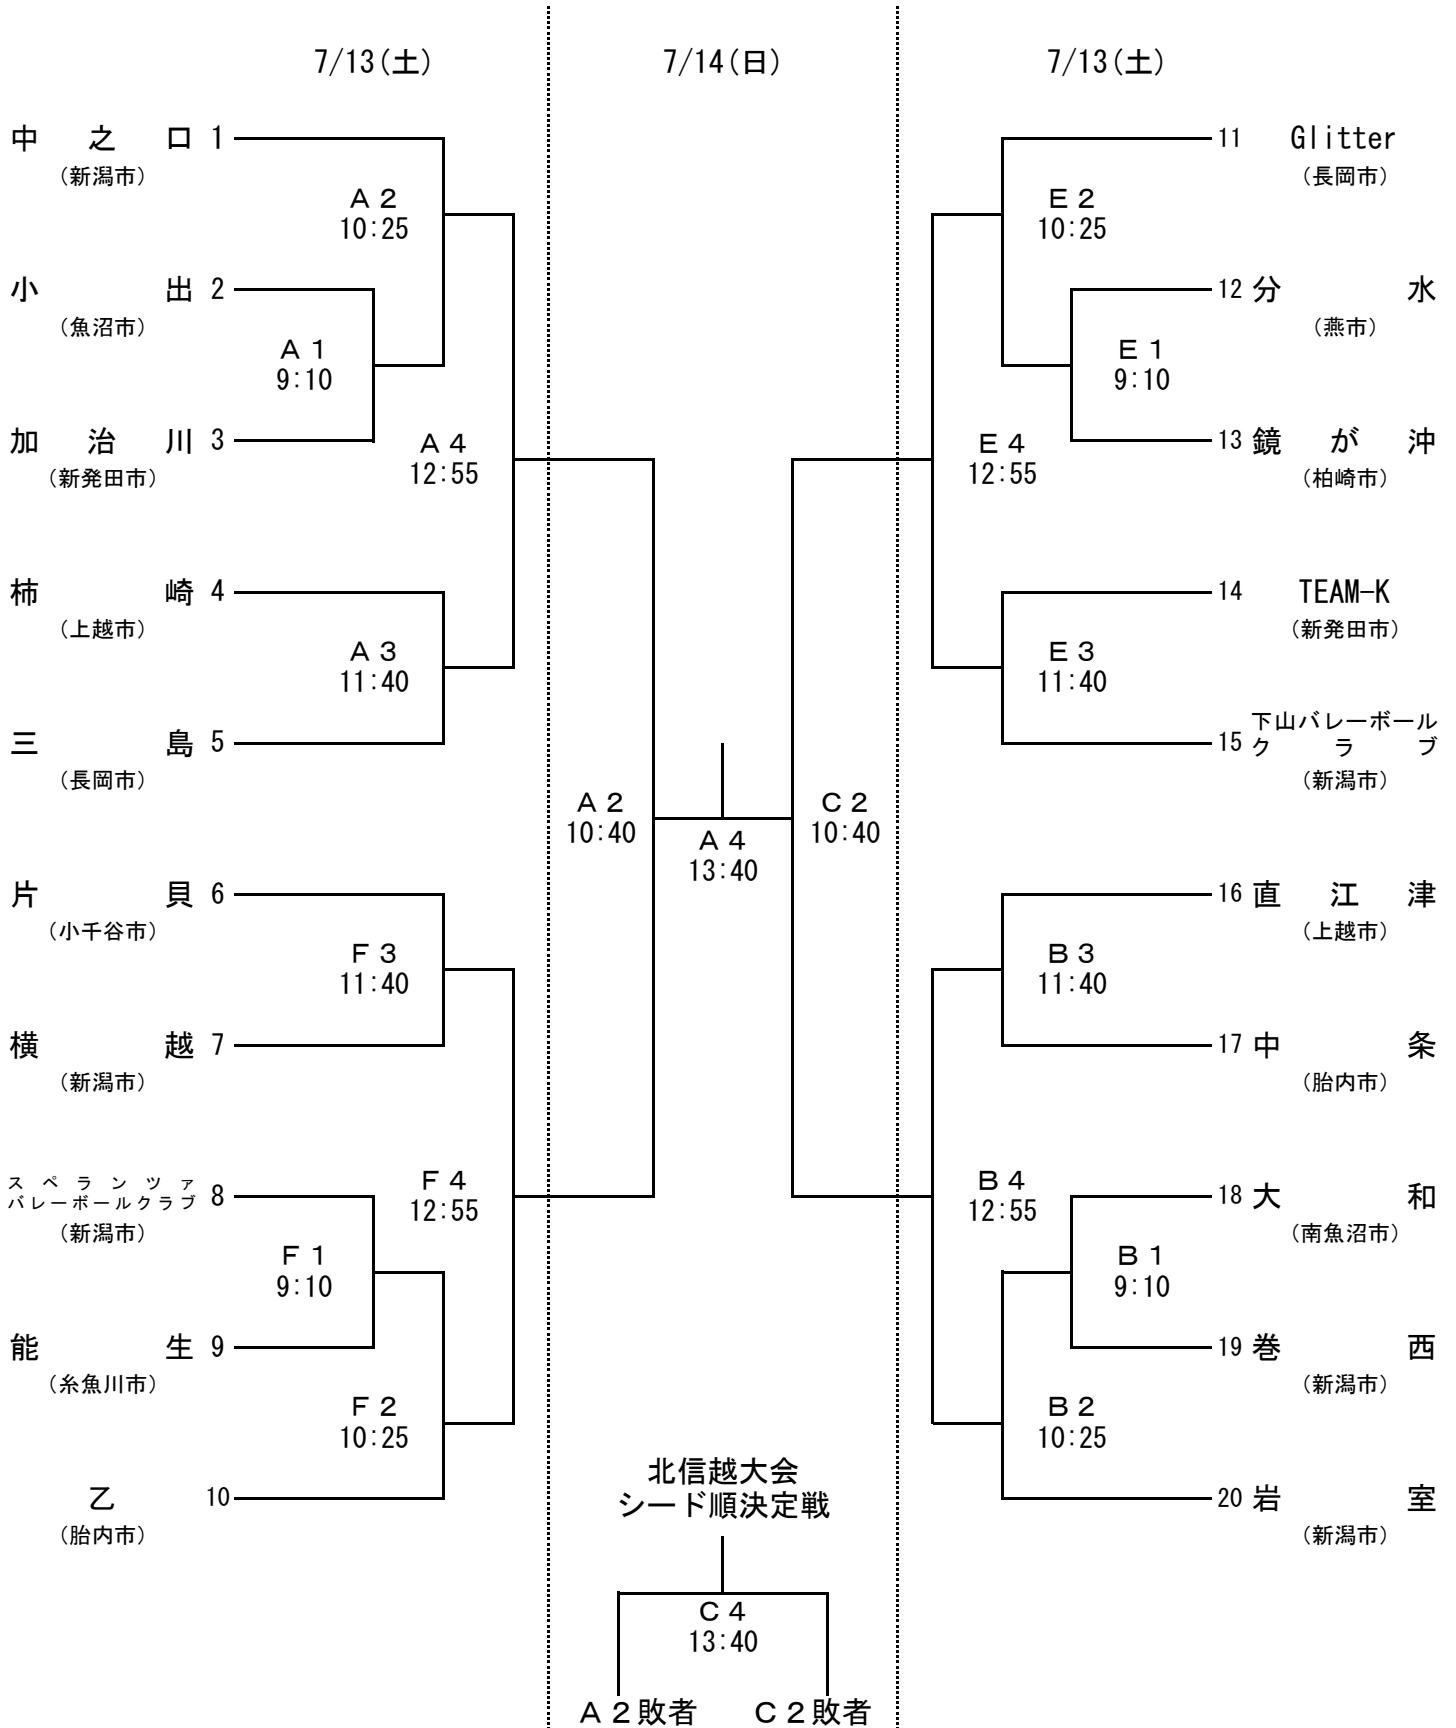 7/13(土)
7/14(日)
7/13(土)
中之口 1
(新潟市)
A2
10:25
小出 2
(魚沼市)
A1
9:10
加治川 3
(新発田市)
A4
12:55
柿崎 4
(上越市)
A3
11:40
三島 5
(長岡市)
片貝 6
(小千谷市)
F3
11:40
横越 7
(新潟市)
スペランツァ
バレーボールクラブ 8
(新潟市)
F4
12:55
F1
9:10
能生 9
(糸魚川市)
F2
10:25
乙 10
(胎内市)
A2
10:40
A4
13:40
C2
10:40
北信越大会
シード順決定戦
C4
13:40
A2敗者
C2敗者
11 Glitter
(長岡市)
E2
10:25
12 分水
(燕市)
E1
9:10
13 鏡が沖
(柏崎市)
E4
12:55
14 TEAM-K
(新発田市)
E3
11:40
下山バレーボール
15 クラブ
(新潟市)
16 直江津
(上越市)
B3
11:40
17 中条
(胎内市)
B4
12:55
18 大和
(南魚沼市)
B1
9:10
19 巻西
(新潟市)
B2
10:25
20 岩室
(新潟市)